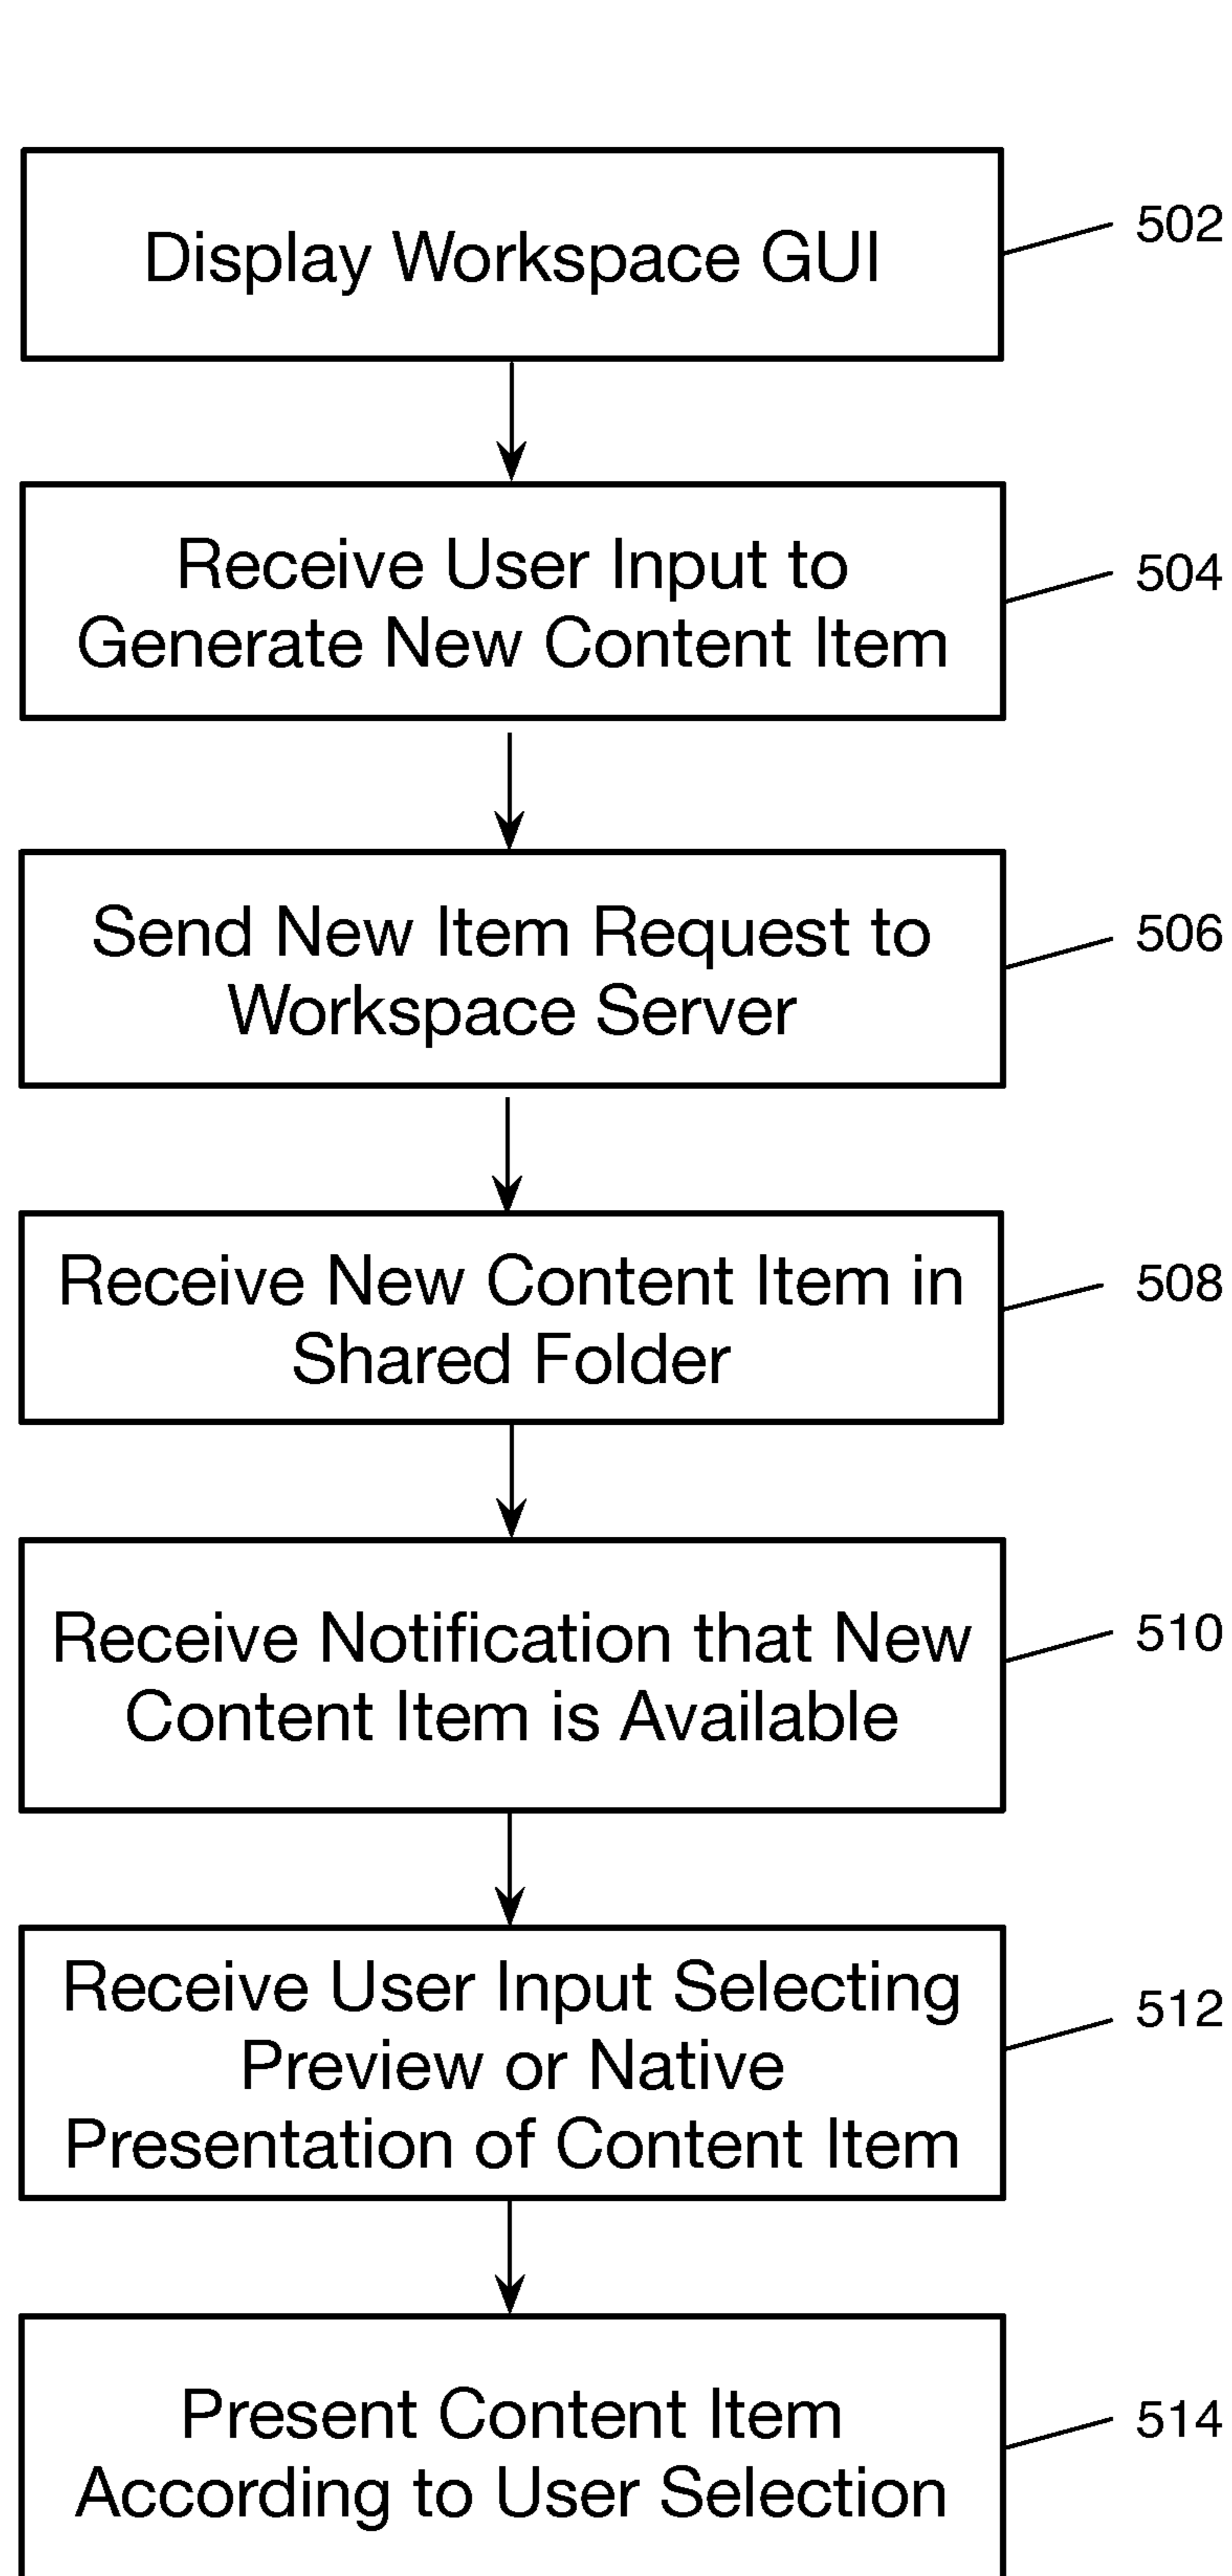 Display Workspace GUI
502
Receive User Input to
Generate New Content Item
504
Send New Item Request to
Workspace Server
506
Receive New Content Item in
Shared Folder
508
Receive Notification that New
Content Item is Available
510
Receive User Input Selecting
Preview or Native
Presentation of Content Item
512
Present Content Item
According to User Selection
514